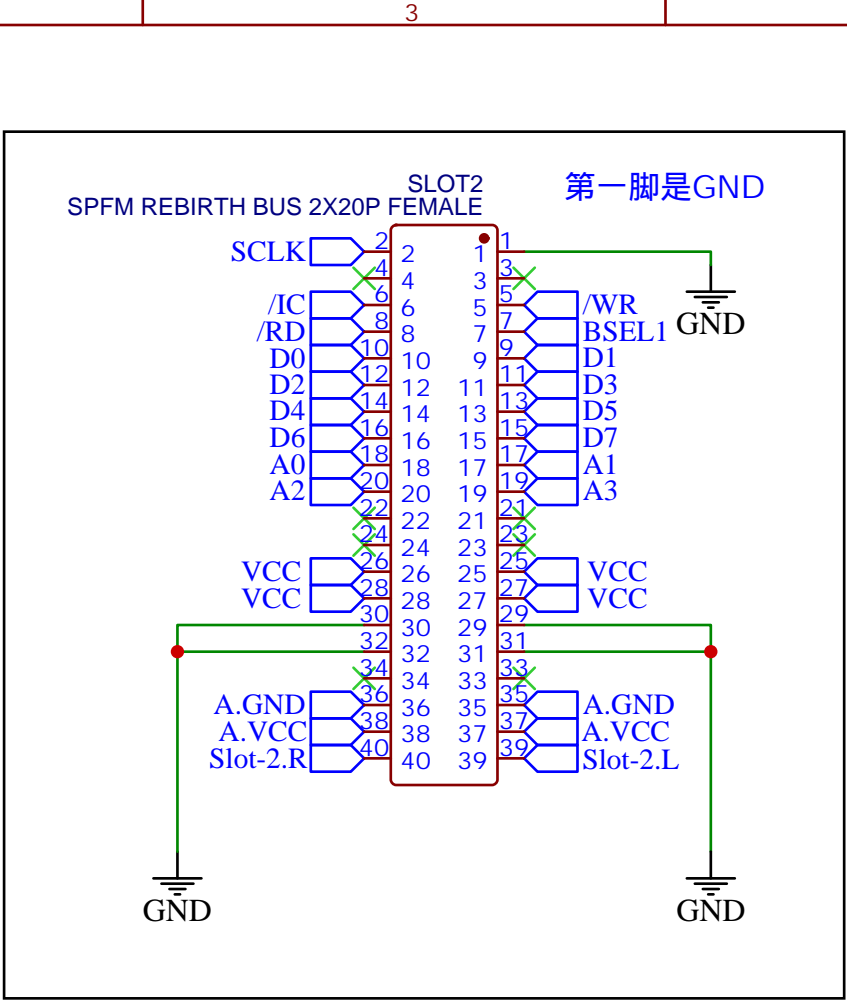 3
SLOT2
第一脚是GND
SPFM REBIRTH BUS 2X20P FEMALE
SCLK 2 2 1 1
4 4 3 3
/IC 6 6 5 5 /WR
GND
/RD 8 8 7 7 BSEL1
D0 10 10 9 9 D1
D2 12 12 11 11 D3
D4 14 14 13 13 D5
D6 16 16 15 15 D7
A0 18 18 17 17 A1
A2 20 20 19 19 A3
22 22 21 21
24 24 23 23
VCC 26 26 25 25 VCC
VCC 28 28 27 27 VCC
30 30 29 29
32 32 31 31
34 34 33 33
A.GND 36 36 35 35 A.GND
A.VCC 38 38 37 37 A.VCC
Slot-2.R 40 40 39 39 Slot-2.L
GND GND